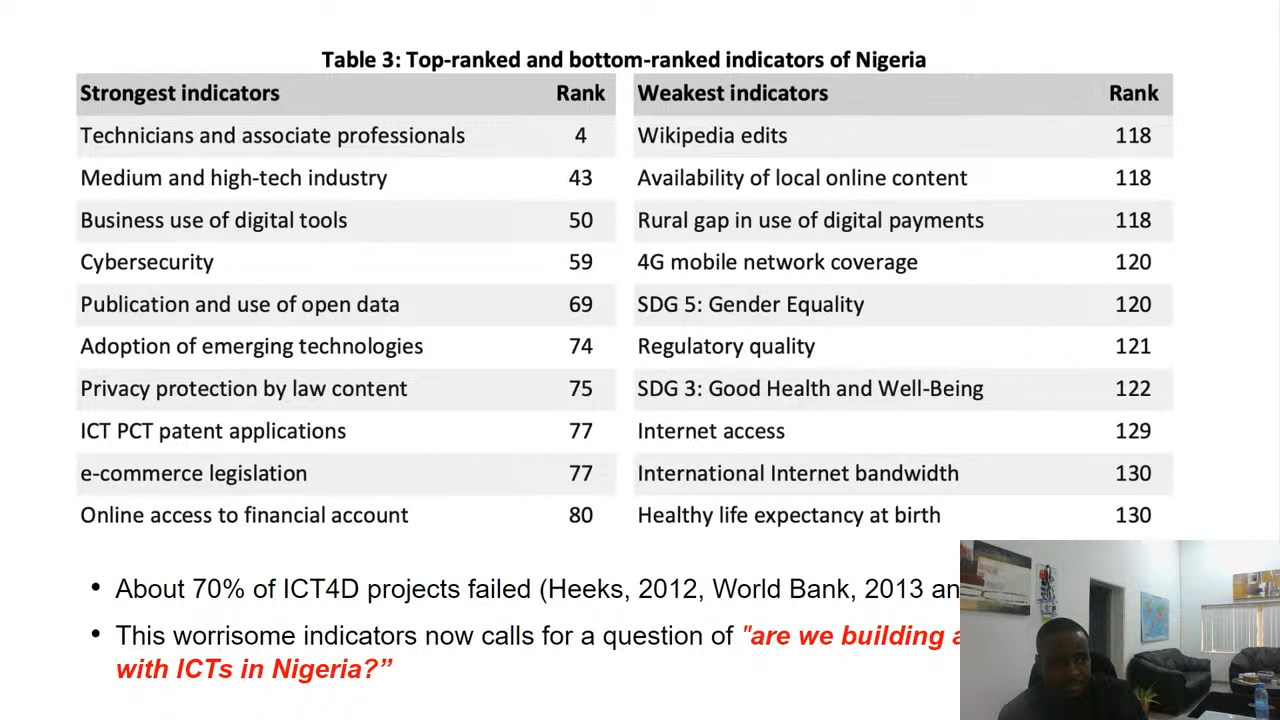 Table 3: Top-ranked and bottom-ranked indicators of Nigeria
Strongest indicators Rank Weakest indicators Rank
Technicians and associate professionals 4 Wikipedia edits 118
Medium and high-tech industry 43 Availability of local online content 118
Business use of digital tools 50 Rural gap in use of digital payments 118
Cybersecurity 59 4G mobile network coverage 120
Publication and use of open data 69 SDG 5: Gender Equality 120
Adoption of emerging technologies 74 Regulatory quality 121
Privacy protection by law content 75 SDG 3: Good Health and Well-Being 122
ICT PCT patent applications 77 Internet access 129
e-commerce legislation 77 International Internet bandwidth 130
Online access to financial account 80 Healthy life expectancy at birth 130
• About 70% of ICT4D projects failed (Heeks, 2012, World Bank, 2013
• This worrisome indicators now calls for a question of "are we building
with ICTs in Nigeria?”